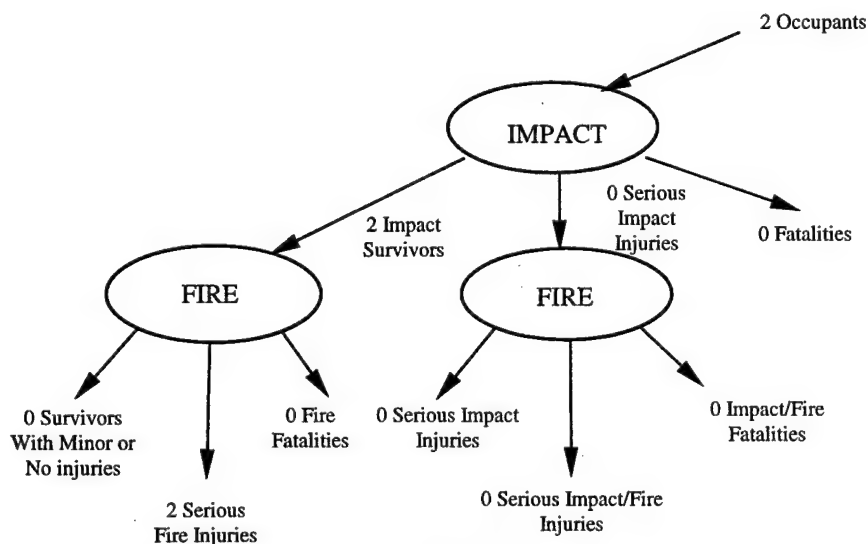 2 Occupants
IMPACT
2 Impact
Survivors
0 Serious
Impact
Injuries
0 Fatalities
FIRE
FIRE
0 Survivors
With Minor or
No injuries
2 Serious
Fire Injuries
0 Fire
Fatalities
0 Serious Impact
Injuries
0 Serious Impact/Fire
Injuries
0 Impact/Fire
Fatalities